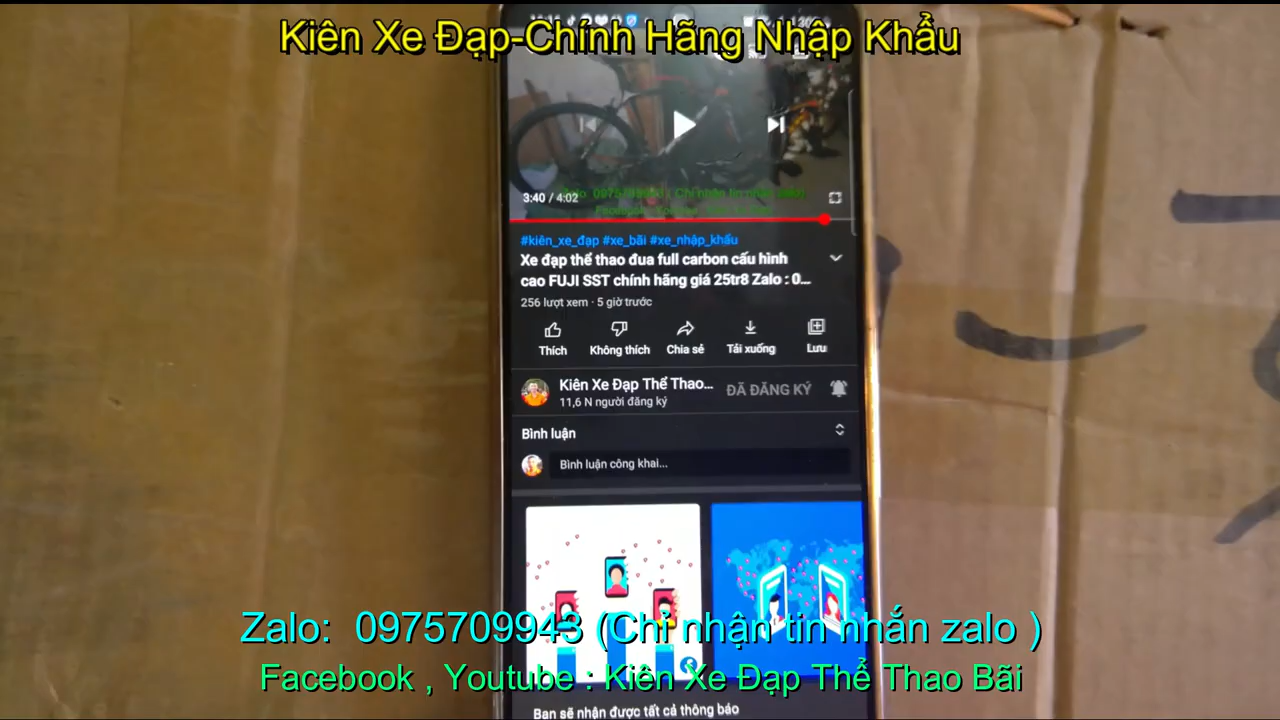 Kiên Xe Đạp-Chính Hãng Nhập Khẩu
3:40 / 4:02
#kiên_xe_đạp #xe_bãi #xe_nhập_khẩu
Xe đạp thể thao đua full carbon cấu hình
cao FUJI SST chính hãng giá 25tr8 Zalo : 0...
256 lượt xem · 5 giờ trước
Thích Không thích Chia sẻ Tải xuống Lưu
Kiên Xe Đạp Thể Thao... ĐÃ ĐĂNG KÝ
11,6 N người đăng ký
Bình luận
Bình luận công khai...
Zalo: 0975709943 (Chỉ nhận tin nhắn zalo )
Facebook , Youtube : Kiên Xe Đạp Thể Thao Bãi
Bạn sẽ nhận được tất cả thông báo